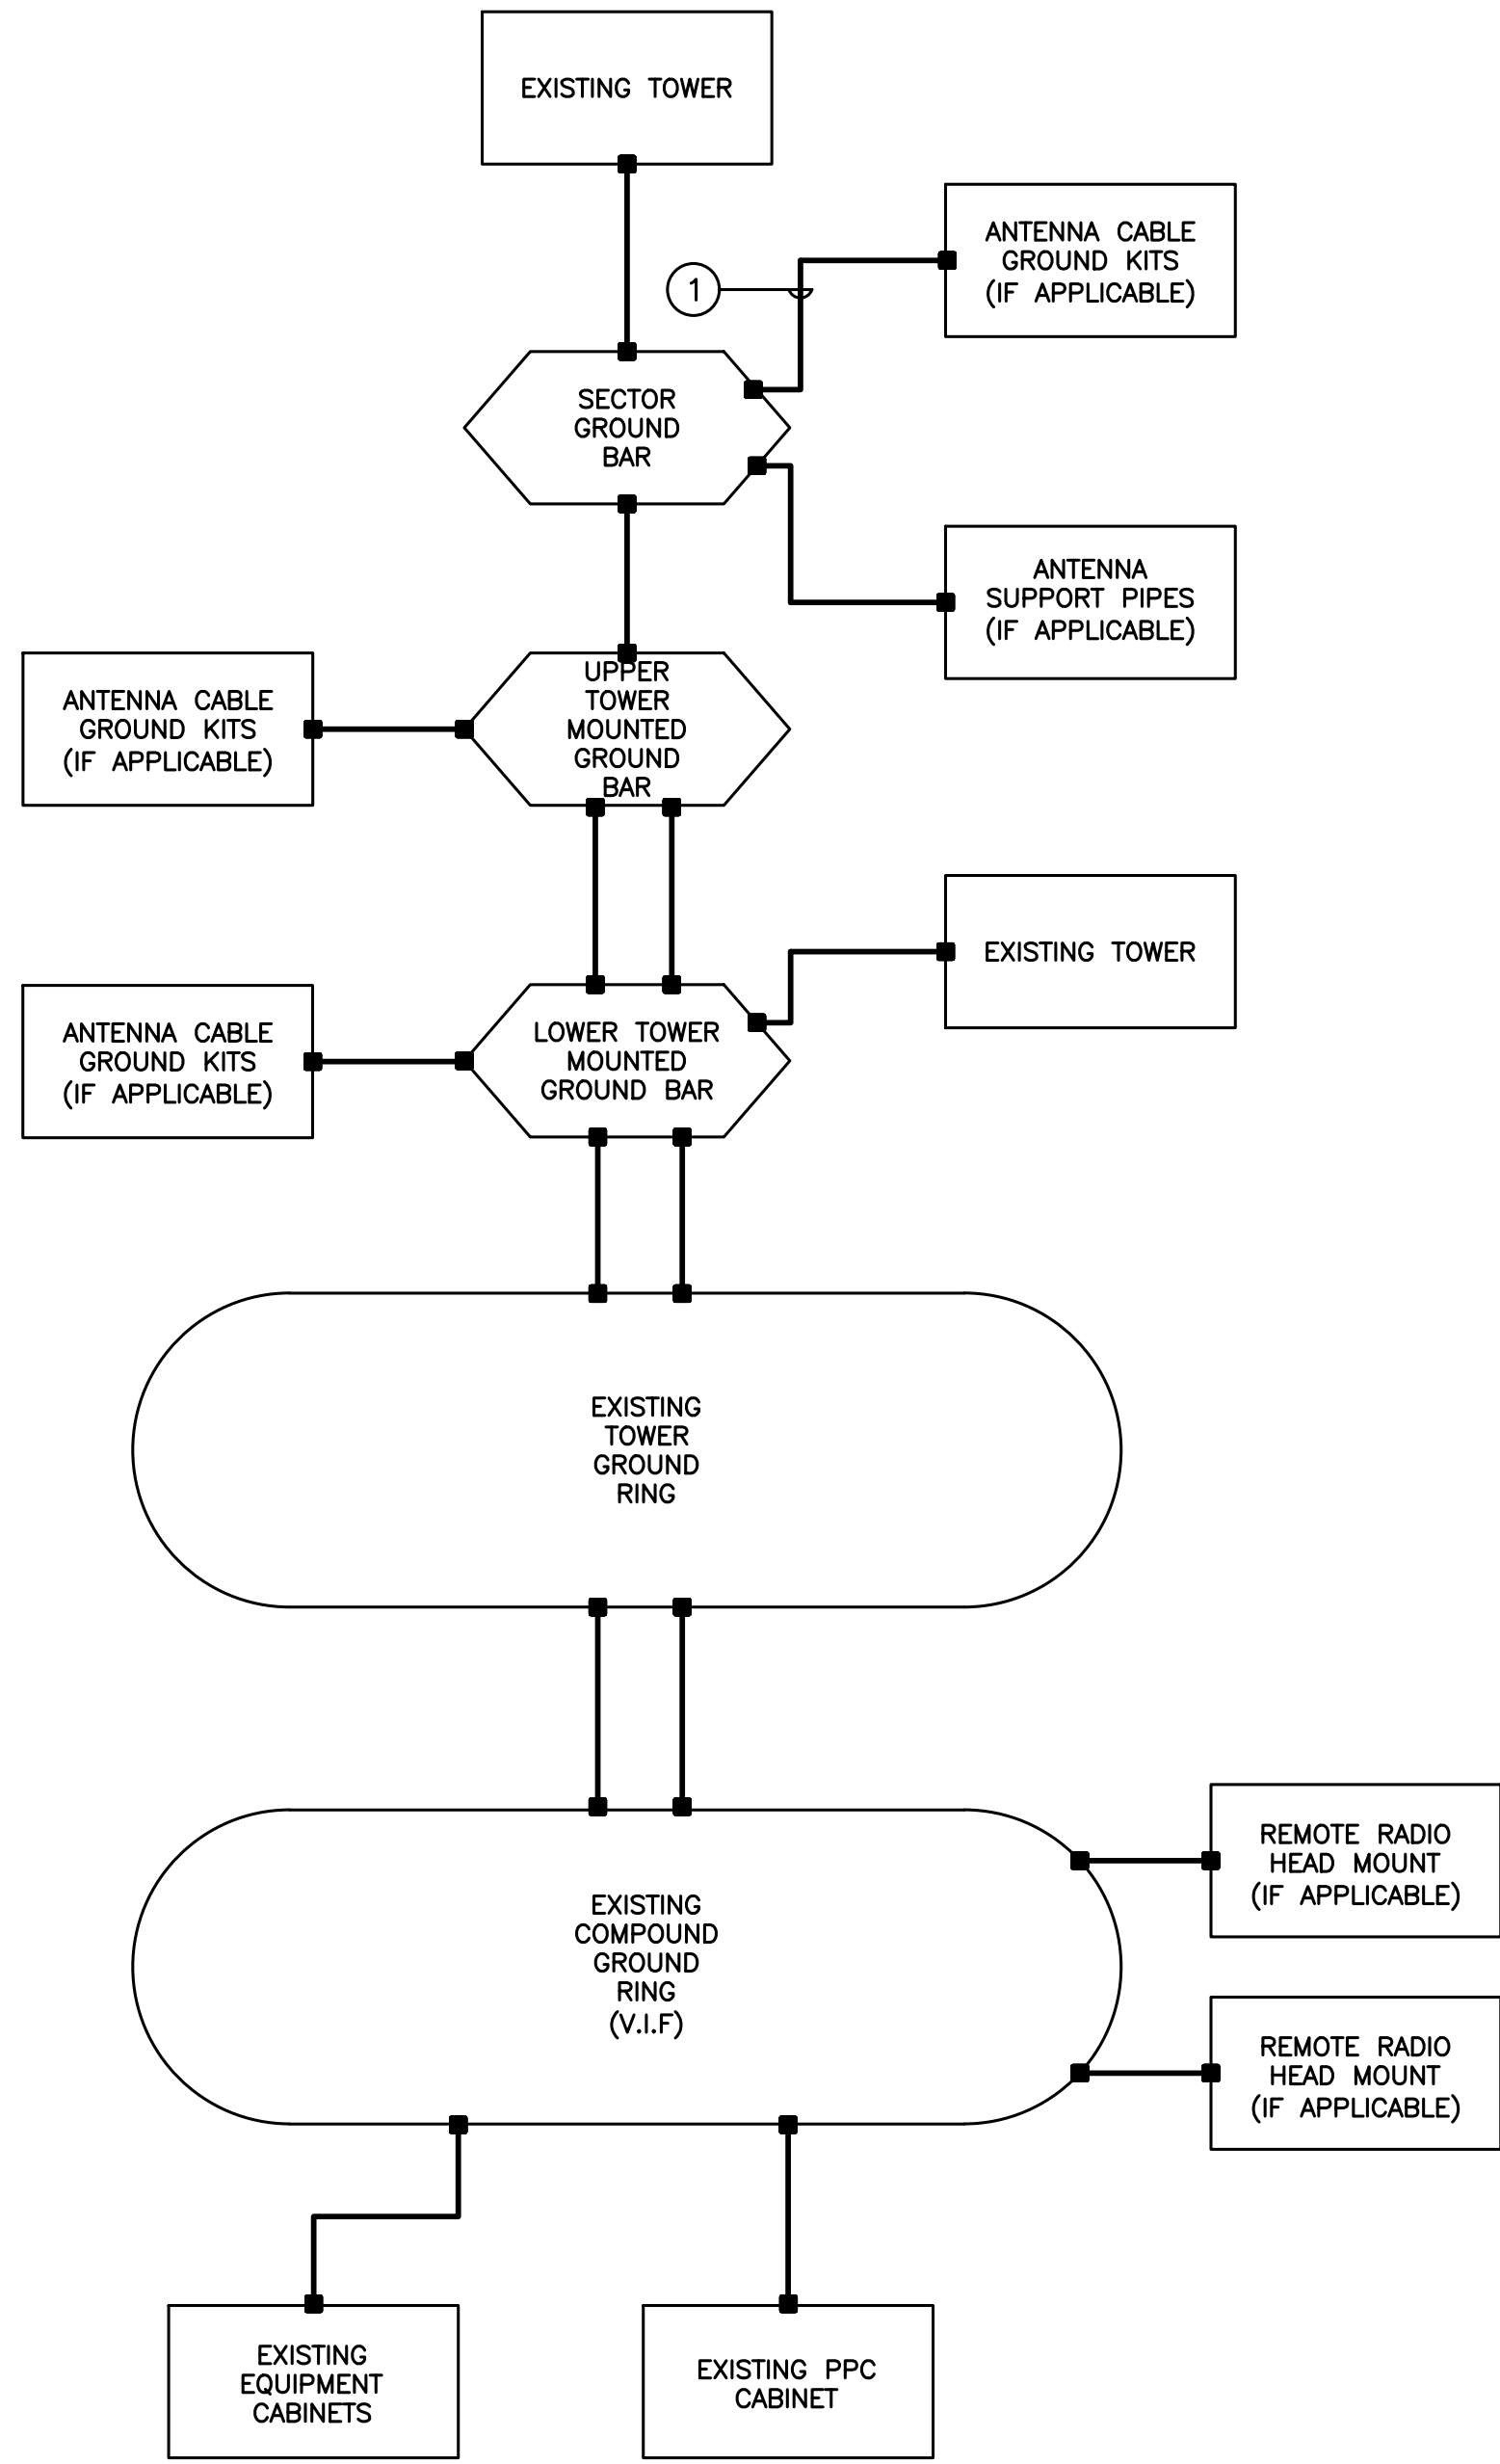 EXISTING TOWER
ANTENNA CABLE
GROUND KITS
(IF APPLICABLE)
1
SECTOR
GROUND
BAR
ANTENNA
SUPPORT PIPES
(IF APPLICABLE)
UPPER
TOWER
MOUNTED
GROUND
BAR
ANTENNA CABLE
GROUND KITS
(IF APPLICABLE)
EXISTING TOWER
LOWER TOWER
MOUNTED
GROUND BAR
ANTENNA CABLE
GROUND KITS
(IF APPLICABLE)
EXISTING
TOWER
GROUND
RING
REMOTE RADIO
HEAD MOUNT
(IF APPLICABLE)
EXISTING
COMPOUND
GROUND
RING
(V.I.F)
REMOTE RADIO
HEAD MOUNT
(IF APPLICABLE)
EXISTING
EQUIPMENT
CABINETS
EXISTING PPC
CABINET